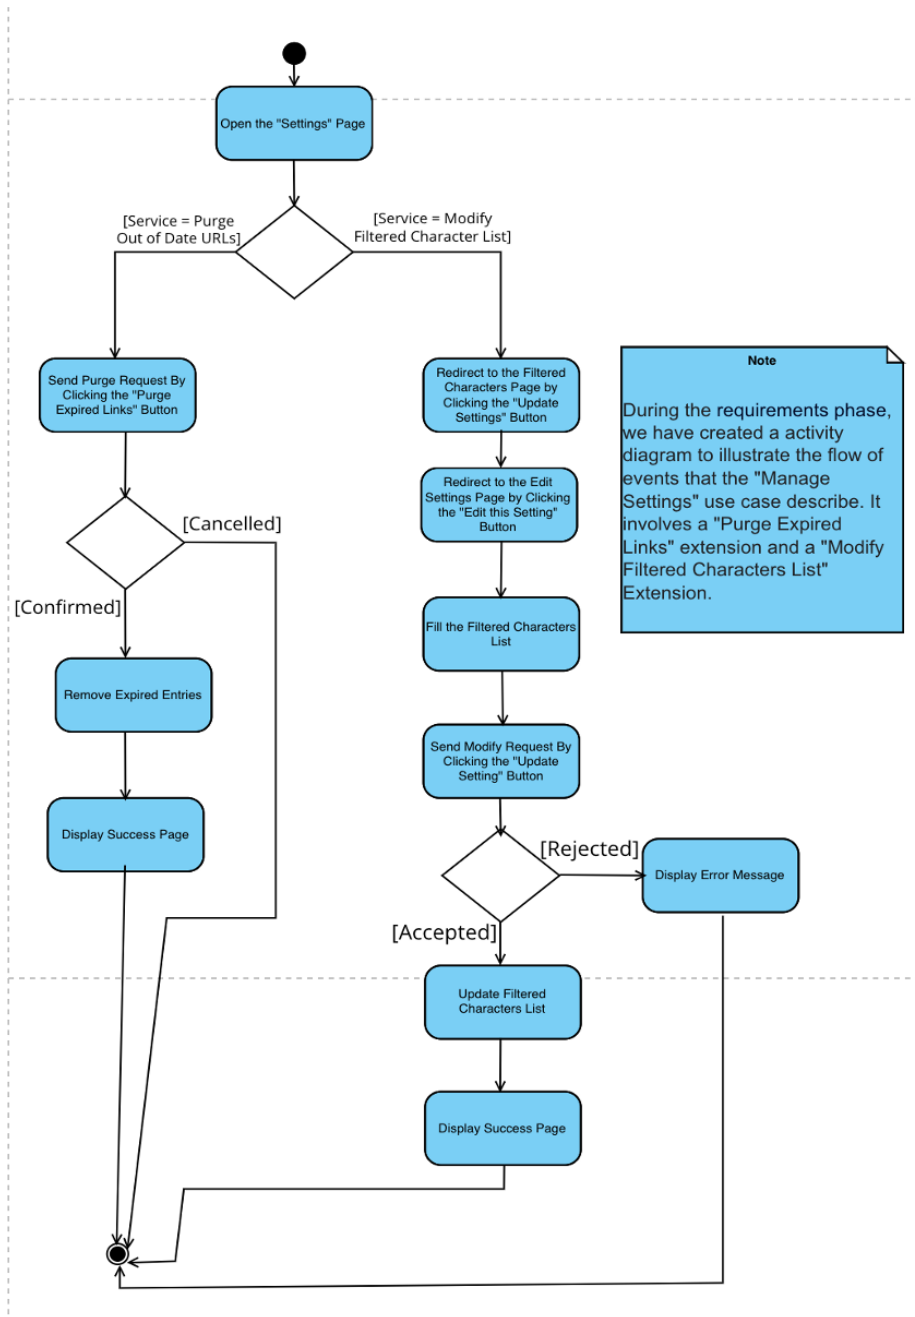 Open the "Settings" Page
[Service = Purge
Out of Date URLs]
[Service = Modify
Filtered Character List]
Send Purge Request By
Clicking the "Purge
Expired Links" Button
Redirect to the Filtered
Characters Page by
Clicking the "Update
Settings" Button
Note
During the requirements phase,
we have created a activity
diagram to illustrate the flow of
events that the "Manage
Settings" use case describe. It
involves a "Purge Expired
Links" extension and a "Modify
Filtered Characters List"
Extension.
Redirect to the Edit
Settings Page by Clicking
the "Edit this Setting"
Button
[Cancelled]
[Confirmed]
Fill the Filtered Characters
List
Remove Expired Entries
Send Modify Request By
Clicking the "Update
Setting" Button
Display Success Page
[Rejected]
Display Error Message
[Accepted]
Update Filtered
Characters List
Display Success Page